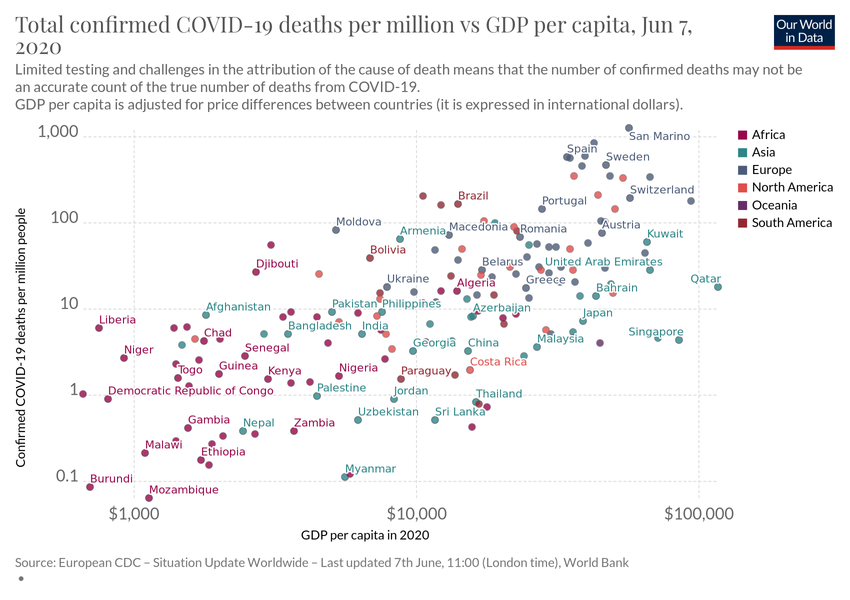 Total confirmed COVID-19 deaths per million vs GDP per capita, Jun 7,
2020
Our World
in Data
Limited testing and challenges in the attribution of the cause of death means that the number of confirmed deaths may not be
an accurate count of the true number of deaths from COVID-19.
GDP per capita is adjusted for price differences between countries (it is expressed in international dollars).
Confirmed COVID-19 deaths per million people
1,000
100
10
1
0.1
San Marino
Spain
Sweden
Switzerland
Brazil
Portugal
Moldova
Macedonia
Romania
Austria
Armenia
Kuwait
Bolivia
Djibouti
Belarus
United Arab Emirates
Ukraine
Algeria
Greece
Qatar
Bahrain
Afghanistan
Pakistan
Philippines
Azerbaijan
Japan
Liberia
Chad
Bangladesh
India
Singapore
Niger
Senegal
Georgia
China
Malaysia
Togo
Guinea
Kenya
Nigeria
Paraguay
Costa Rica
Democratic Republic of Congo
Palestine
Jordan
Thailand
Gambia
Nepal
Zambia
Uzbekistan
Sri Lanka
Malawi
Ethiopia
Myanmar
Burundi
Mozambique
$1,000
$10,000
$100,000
GDP per capita in 2020
Africa
Asia
Europe
North America
Oceania
South America
Source: European CDC – Situation Update Worldwide – Last updated 7th June, 11:00 (London time), World Bank